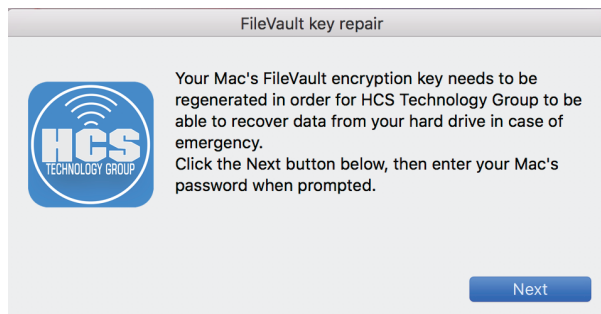 FileVault key repair
Your Mac's FileVault encryption key needs to be
regenerated in order for HCS Technology Group to be
able to recover data from your hard drive in case of
emergency.
Click the Next button below, then enter your Mac's
password when prompted.
HCS
TECHNOLOGY GROUP
Next